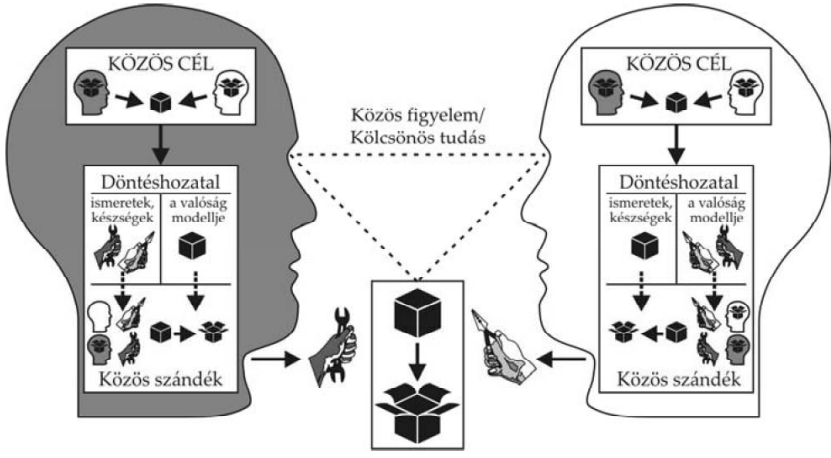 KÖZÖS CÉL
Döntéshozatal
ismeretek,
készségek
a valóság
modellje
Közös szándék
Közös figyelem/
Kölcsönös tudás
KÖZÖS CÉL
Döntéshozatal
ismeretek,
készségek
a valóság
modellje
Közös szándék